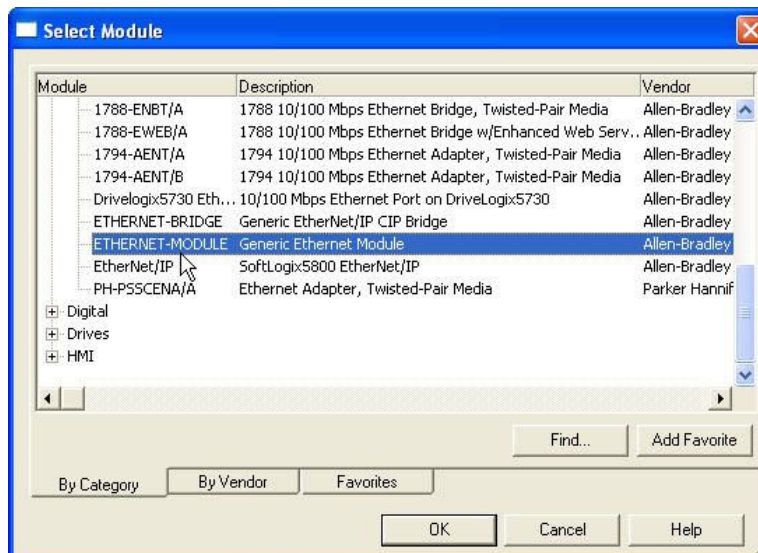 Select Module
Module Description Vendor
1788-ENBT/A 1788 10/100 Mbps Ethernet Bridge, Twisted-Pair Media Allen-Bradley
1788-EWEB/A 1788 10/100 Mbps Ethernet Bridge w/Enhanced Web Serv... Allen-Bradley
1794-AENT/A 1794 10/100 Mbps Ethernet Adapter, Twisted-Pair Media Allen-Bradley
1794-AENT/B 1794 10/100 Mbps Ethernet Adapter, Twisted-Pair Media Allen-Bradley
Drivelogix5730 Eth... 10/100 Mbps Ethernet Port on DriveLogix5730 Allen-Bradley
ETHERNET-BRIDGE Generic EtherNet/IP CIP Bridge Allen-Bradley
ETHERNET-MODULE Generic Ethernet Module Allen-Bradley
EtherNet/IP SoftLogix5800 EtherNet/IP Allen-Bradley
PH-PSSCENA/A Ethernet Adapter, Twisted-Pair Media Parker Hannif
Digital
Drives
HMI
Find... Add Favorite
By Category By Vendor Favorites
OK Cancel Help